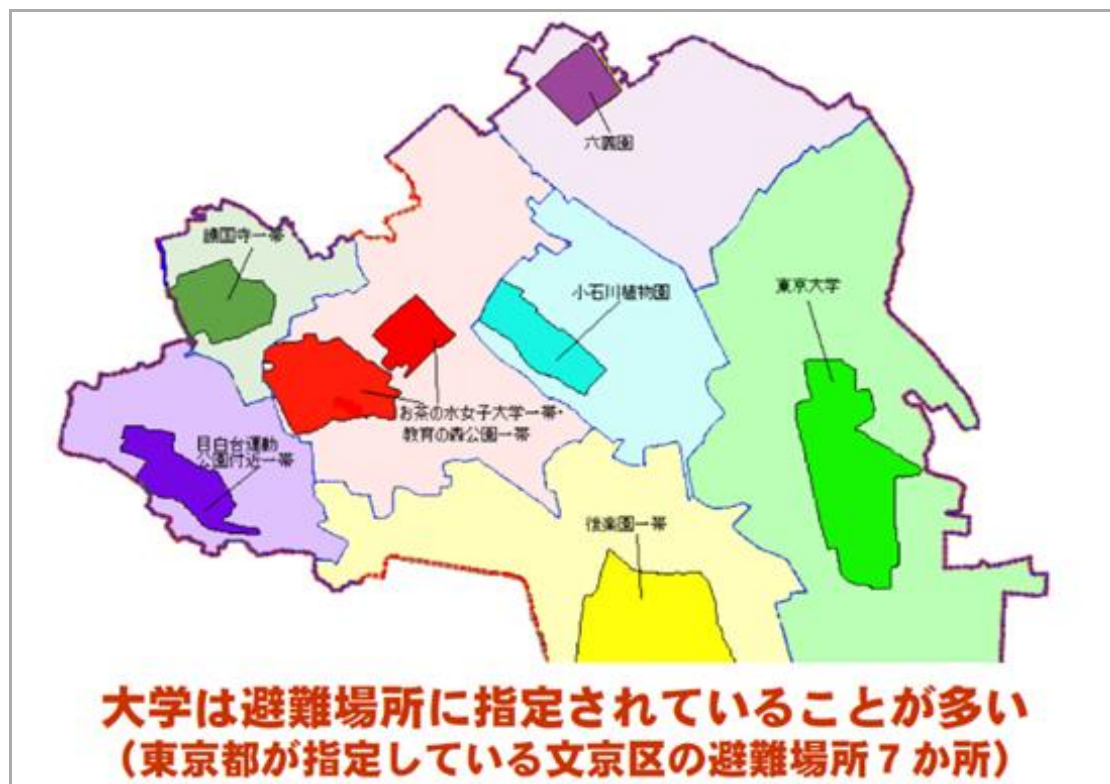 六義園
護国寺一帯
小石川植物園
東京大学
お茶の水女子大学一帯・
教育の森公園一帯
目白台運動
公園付近一帯
後楽園一帯
大学は避難場所に指定されていることが多い
（東京都が指定している文京区の避難場所７か所）